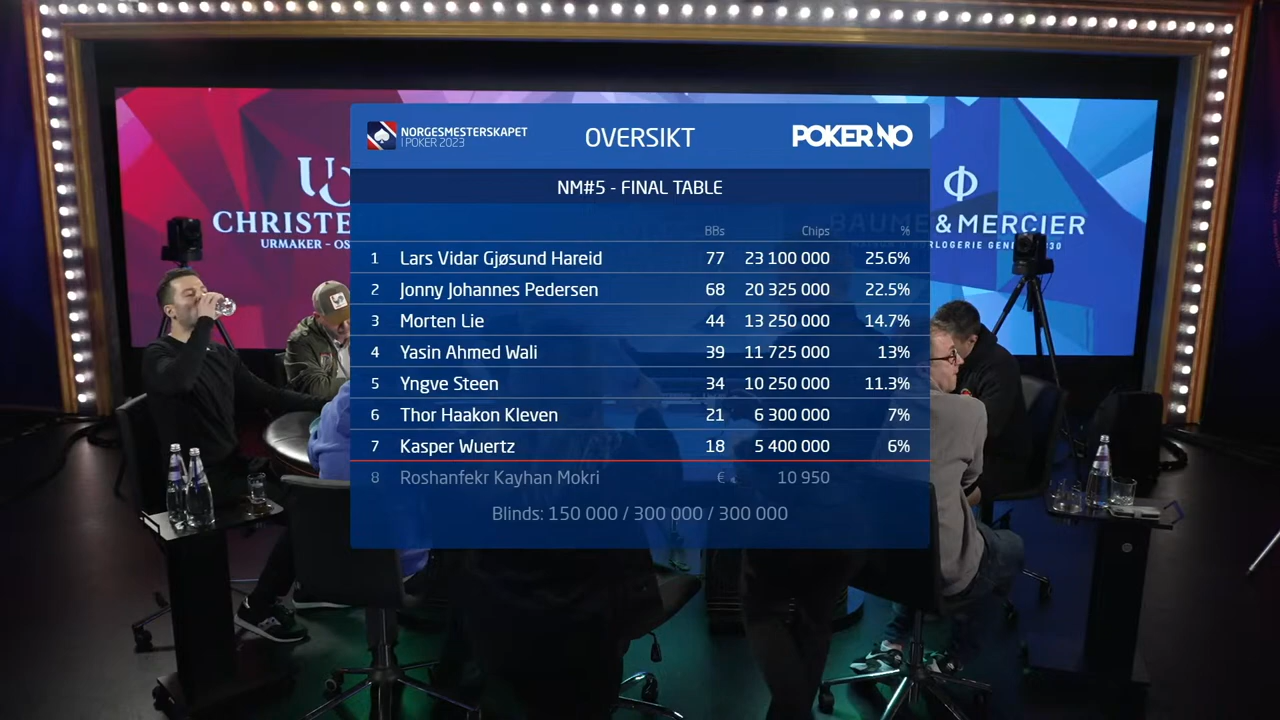 NORGESMESTERSKAPET
I POKER 2023
OVERSIKT
POKER NO
NM#5 - FINAL TABLE
BBs Chips %
1 Lars Vidar Gjøsund Hareid 77 23 100 000 25.6%
2 Jonny Johannes Pedersen 68 20 325 000 22.5%
3 Morten Lie 44 13 250 000 14.7%
4 Yasin Ahmed Wali 39 11 725 000 13%
5 Yngve Steen 34 10 250 000 11.3%
6 Thor Haakon Kleven 21 6 300 000 7%
7 Kasper Wuertz 18 5 400 000 6%
8 Roshanfekr Kayhan Mokri € 10 950
Blinds: 150 000 / 300 000 / 300 000
CHRISTE
URMAKER - OS
BAUME & MERCIER